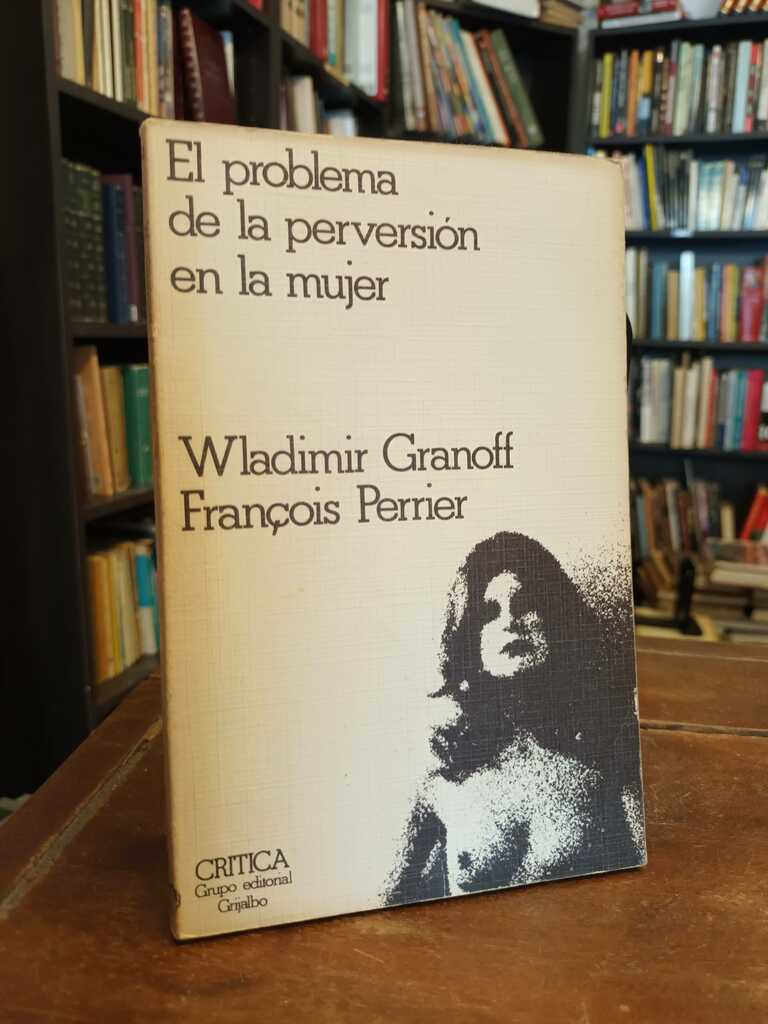 El problema
de la perversión
en la mujer
Wladimir Granoff
François Perrier
CRITICA
Grupo editorial
Grijalbo